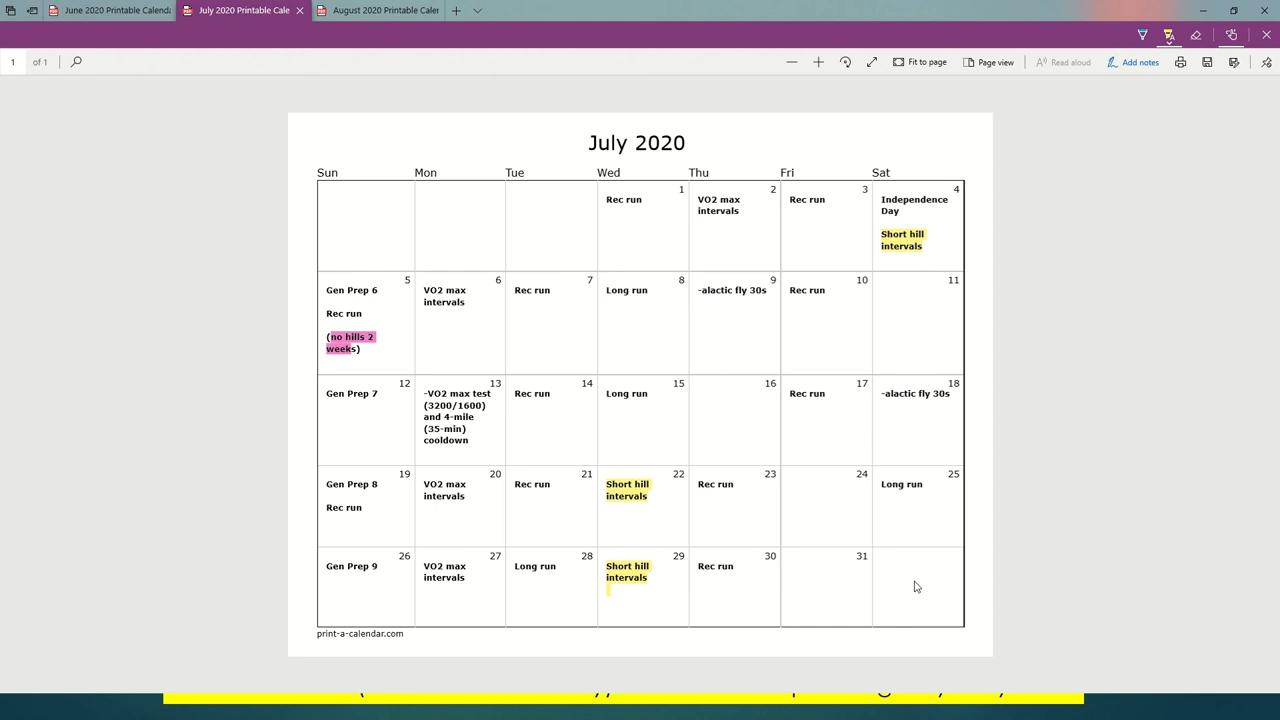 June 2020 Printable Calenda
July 2020 Printable Cale
August 2020 Printable Caler
1 of 1
Fit to page
Page view
Read aloud
Add notes
July 2020
Sun Mon Tue Wed Thu Fri Sat
1 2 3 4
Rec run
VO2 max
intervals
Rec run
Independence
Day
Short hill
intervals
5 6 7 8 9 10 11
Gen Prep 6
Rec run
(no hills 2
weeks)
VO2 max
intervals
Rec run
Long run
-alactic fly 30s
Rec run
12 13 14 15 16 17 18
Gen Prep 7
-VO2 max test
(3200/1600)
and 4-mile
(35-min)
cooldown
Rec run
Long run
Rec run
-alactic fly 30s
19 20 21 22 23 24 25
Gen Prep 8
Rec run
VO2 max
intervals
Rec run
Short hill
intervals
Rec run
Long run
26 27 28 29 30 31
Gen Prep 9
VO2 max
intervals
Long run
Short hill
intervals
Rec run
print-a-calendar.com